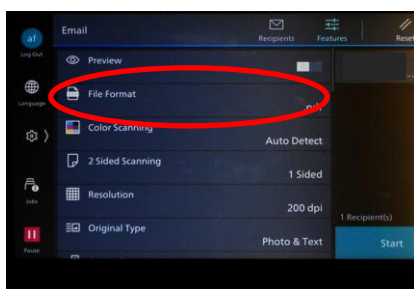 af
Log Out
Language
Jobs
Pause
Email
Recipients
Features
Reset
Preview
File Format
Color Scanning
Auto Detect
2 Sided Scanning
1 Sided
Resolution
200 dpi
Original Type
Photo & Text
1 Recipient(s)
Start